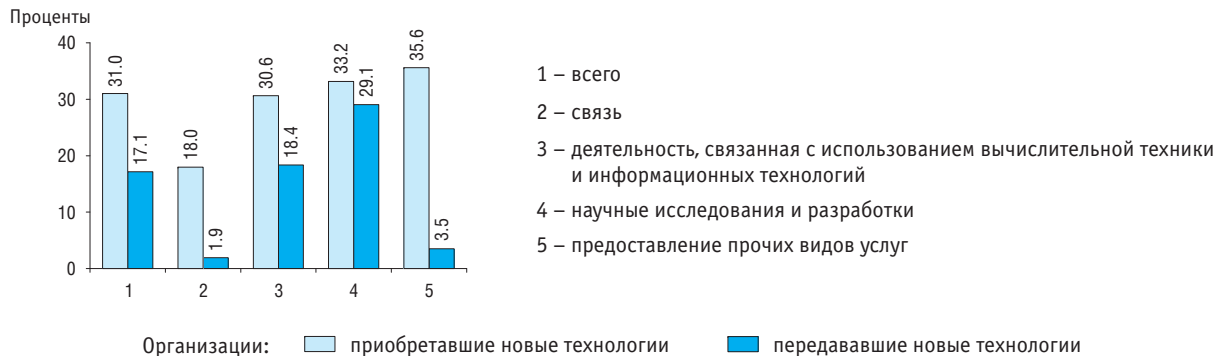 Проценты
40
30
20
10
0
31.0
17.1
18.0
1.9
30.6
18.4
33.2
29.1
35.6
3.5
1
2
3
4
5
1 – всего
2 – связь
3 – деятельность, связанная с использованием вычислительной техники
и информационных технологий
4 – научные исследования и разработки
5 – предоставление прочих видов услуг
Организации: приобретавшие новые технологии передававшие новые технологии